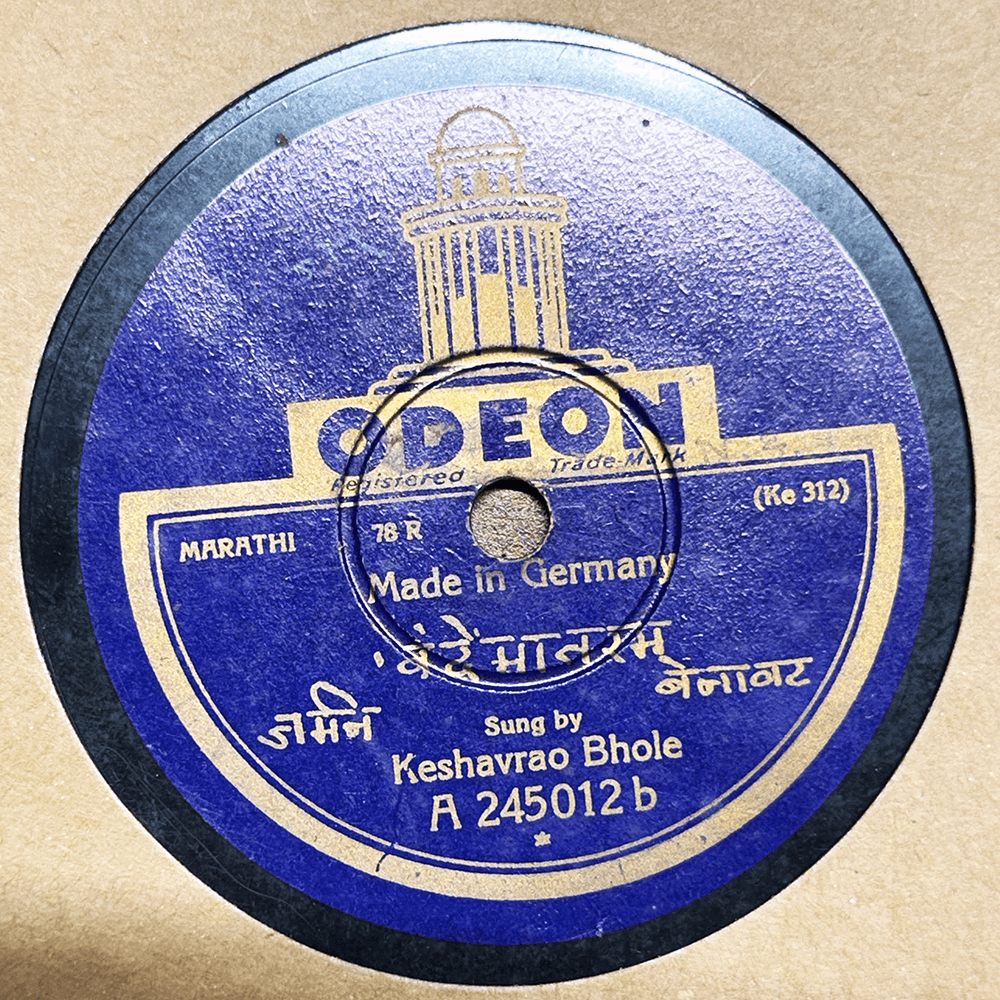 ODEON
Registered Trade-Mark
(Ke 312)
MARATHI 78 R
Made in Germany
'वंदे मातरम
जर्मन बेनावट
Sung by
Keshavrao Bhole
A 245012 b